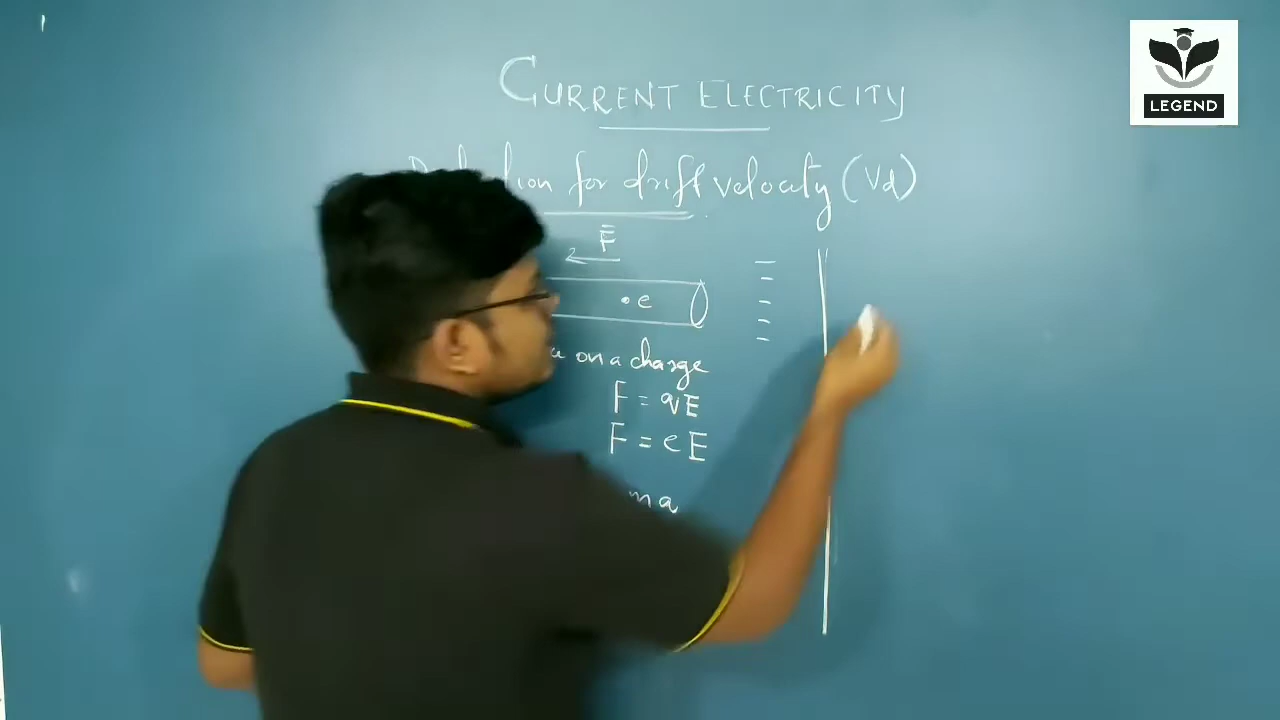 CURRENT ELECTRICITY
for drift velocity (Vd)
F
e
on a charge
F = qE
F = eE
ma
LEGEND